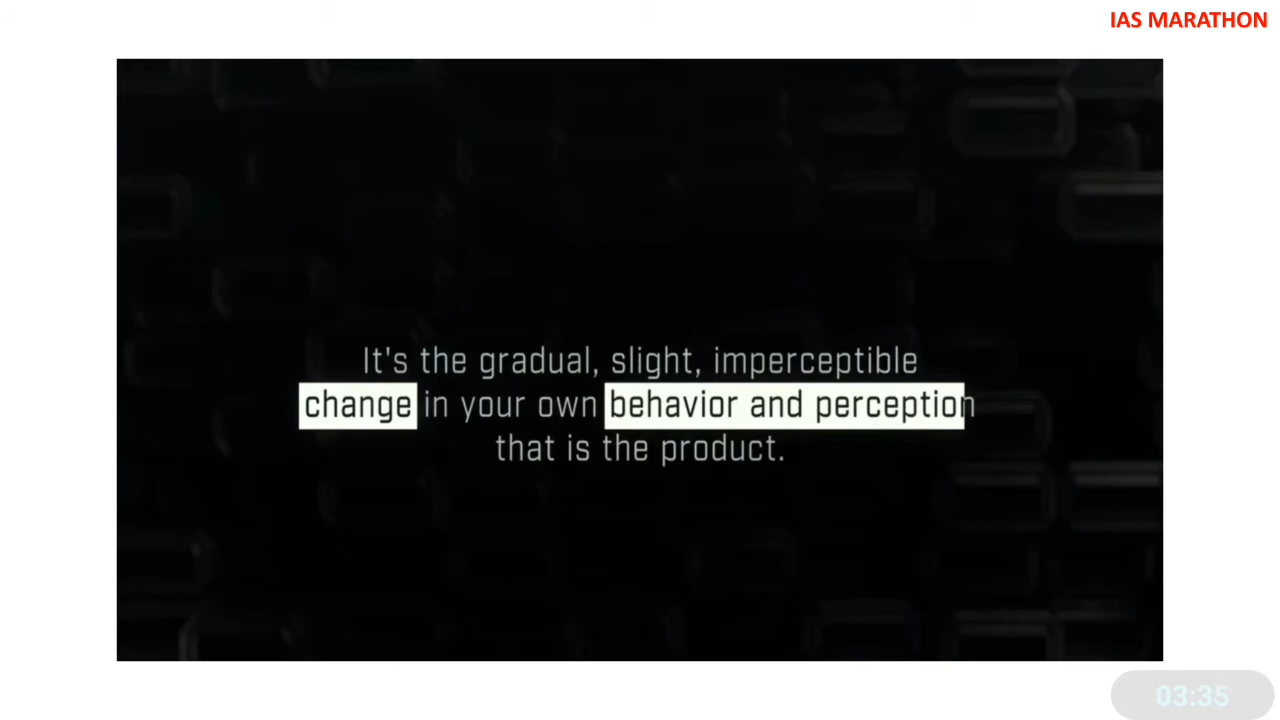 IAS MARATHON
It's the gradual, slight, imperceptible
change in your own behavior and perception
that is the product.
03:35